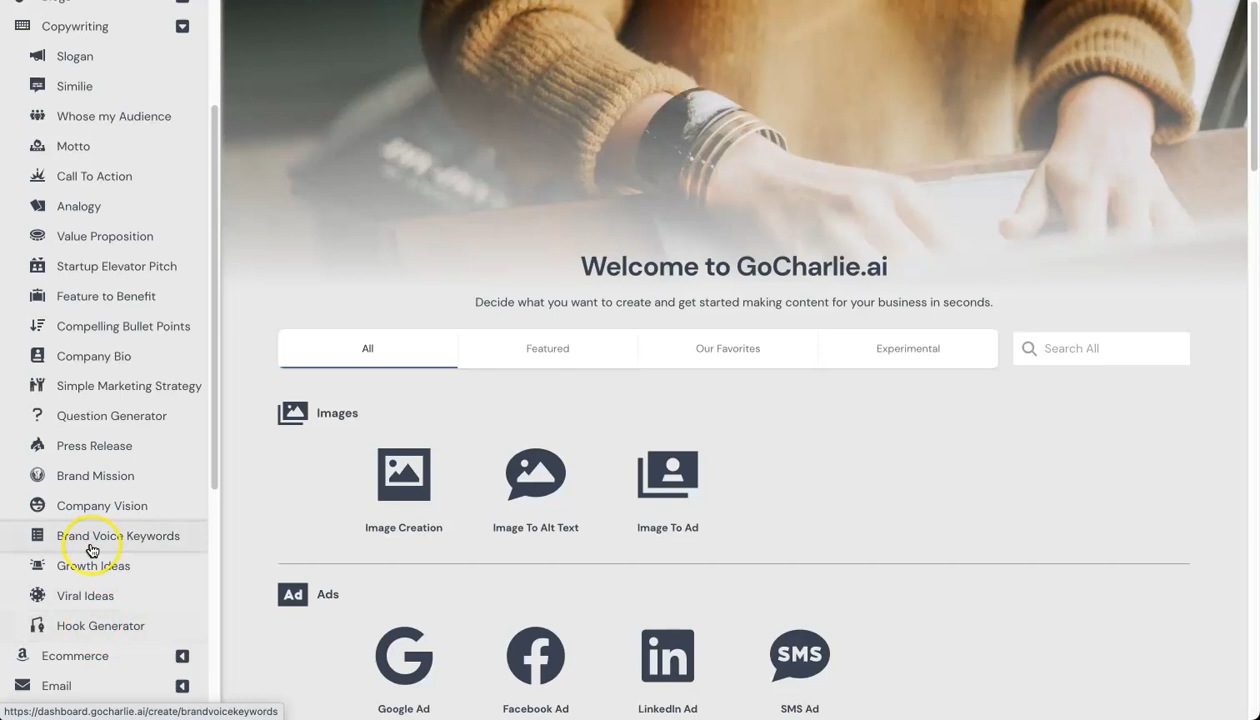 Copywriting
Slogan
Similie
Whose my Audience
Motto
Call To Action
Analogy
Value Proposition
Startup Elevator Pitch
Feature to Benefit
Compelling Bullet Points
Company Bio
Simple Marketing Strategy
Question Generator
Press Release
Brand Mission
Company Vision
Brand Voice Keywords
Growth Ideas
Viral Ideas
Hook Generator
Ecommerce
Email
https://dashboard.gocharlie.ai/create/brandvoicekeywords
Welcome to GoCharlie.ai
Decide what you want to create and get started making content for your business in seconds.
All Featured Our Favorites Experimental Search All
Images
Image Creation Image To Alt Text Image To Ad
Ad Ads
SMS
Google Ad Facebook Ad LinkedIn Ad SMS Ad